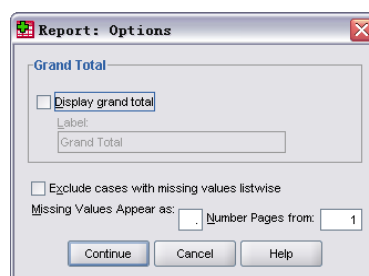 Report: Options
Grand Total
Display grand total
Label:
Grand Total
Exclude cases with missing values listwise
Missing Values Appear as: . Number Pages from: 1
Continue Cancel Help